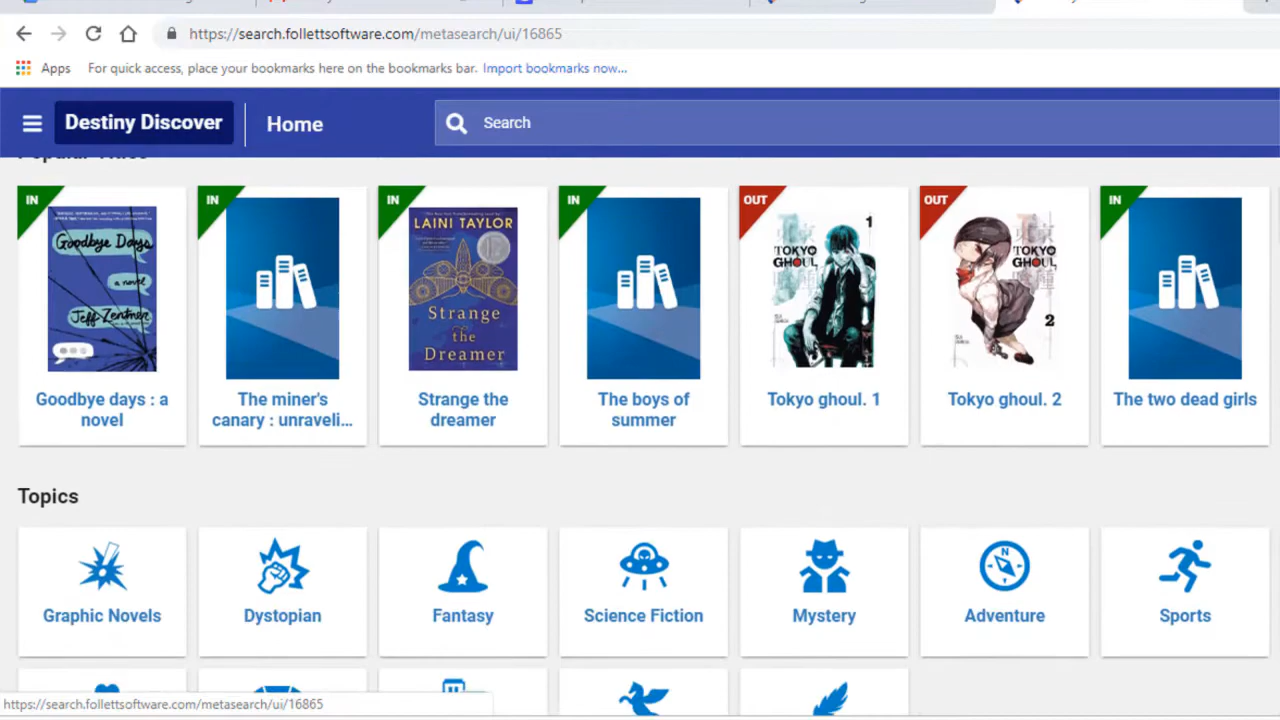 https://search.follettsoftware.com/metasearch/ui/16865
Apps For quick access, place your bookmarks here on the bookmarks bar. Import bookmarks now...
Destiny Discover Home Search
Popular Titles
IN IN IN IN OUT OUT IN
Goodbye Days
a novel
Jeff Zentner
LAINI TAYLOR
Strange
the
Dreamer
1
TOKYO
GHOUL
TOKYO
GHOUL
2
Goodbye days : a
novel
The miner's
canary : unraveli...
Strange the
dreamer
The boys of
summer
Tokyo ghoul. 1
Tokyo ghoul. 2
The two dead girls
Topics
N
Graphic Novels
Dystopian
Fantasy
Science Fiction
Mystery
Adventure
Sports
https://search.follettsoftware.com/metasearch/ui/16865